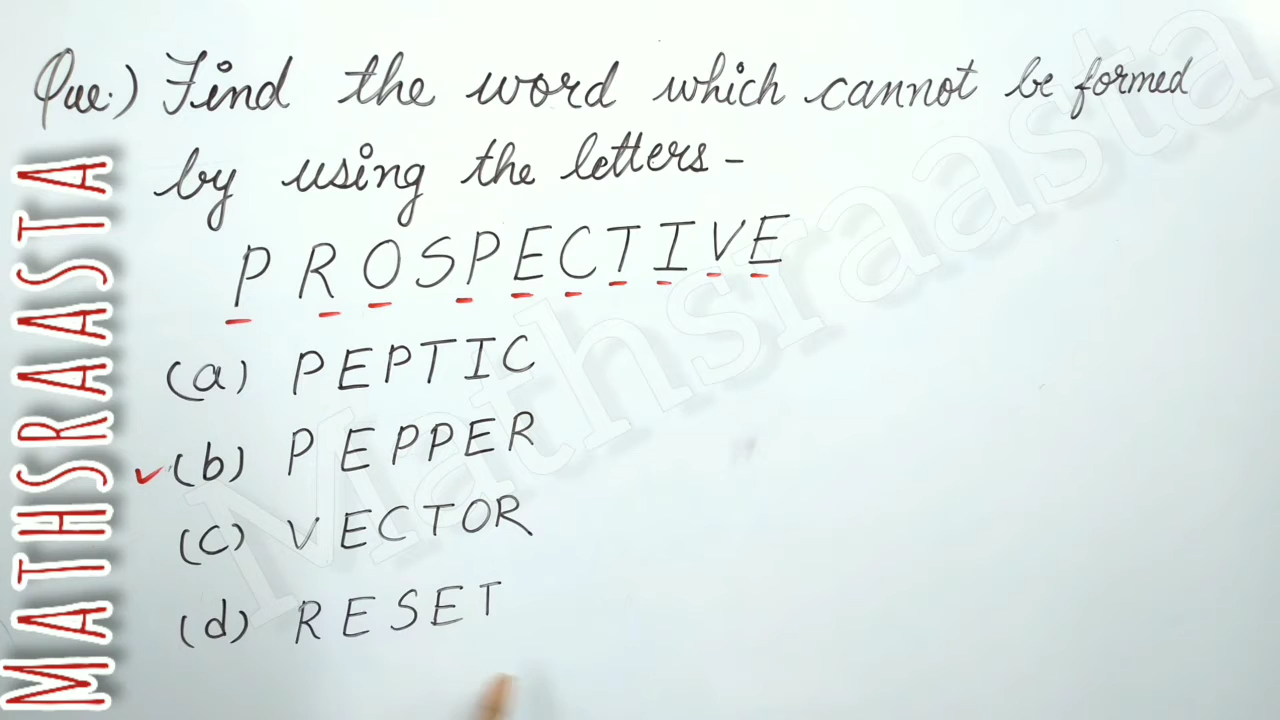 Que.) Find the word which cannot be formed
by using the letters -
PROSPECTIVE
(a) PEPTIC
(b) PEPPER
(c) VECTOR
(d) RESET
MATHSRAASTA
Mathsraasta